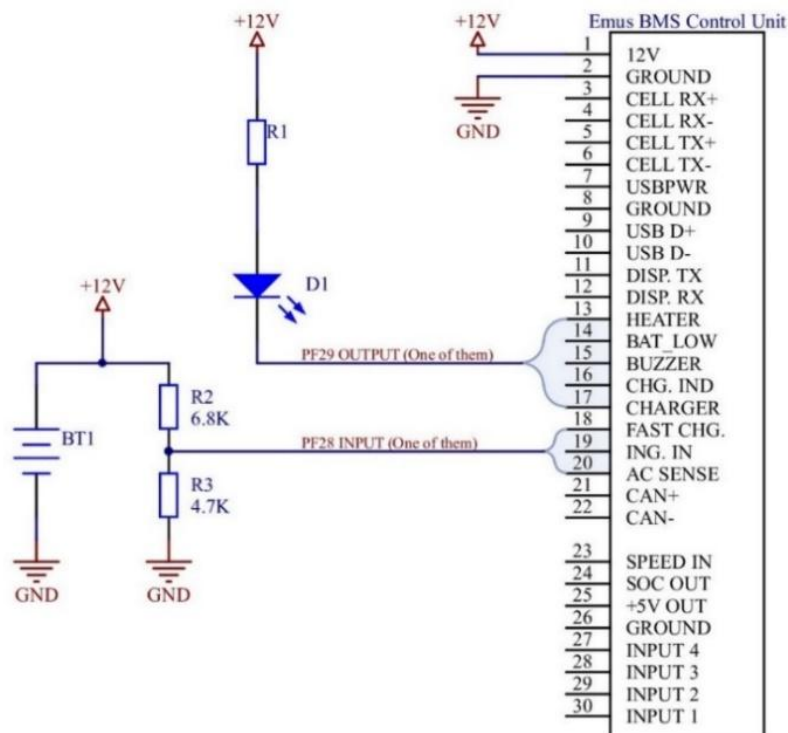 +12V
+12V
Emus BMS Control Unit
1 12V
2 GROUND
GND
3 CELL RX+
4 CELL RX-
5 CELL TX+
6 CELL TX-
7 USBPWR
8 GROUND
9 USB D+
10 USB D-
11 DISP. TX
12 DISP. RX
13 HEATER
14 BAT_LOW
15 BUZZER
16 CHG. IND
17 CHARGER
18 FAST CHG.
19 ING. IN
20 AC SENSE
21 CAN+
22 CAN-
23 SPEED IN
24 SOC OUT
25 +5V OUT
26 GROUND
27 INPUT 4
28 INPUT 3
29 INPUT 2
30 INPUT 1
R1
D1
PF29 OUTPUT (One of them)
+12V
R2
6.8K
BT1
PF28 INPUT (One of them)
R3
4.7K
GND
GND